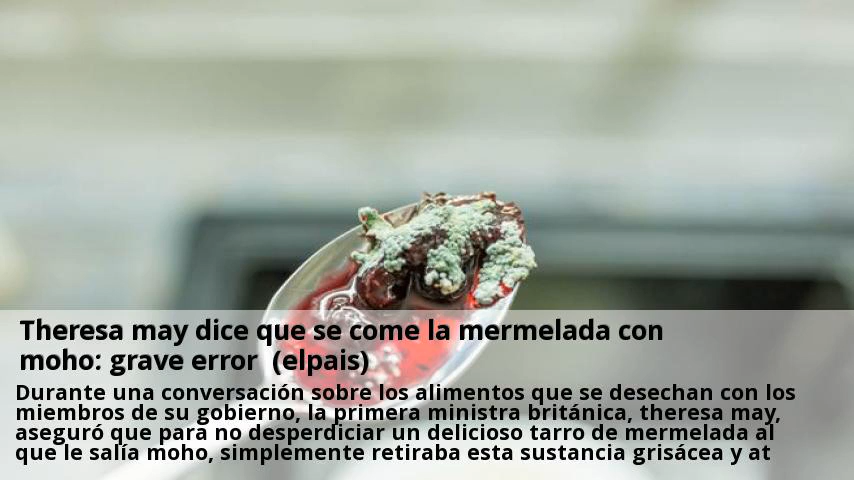 Theresa may dice que se come la mermelada con
moho: grave error (elpais)
Durante una conversación sobre los alimentos que se desechan con los
miembros de su gobierno, la primera ministra británica, theresa may,
aseguró que para no desperdiciar un delicioso tarro de mermelada al
que le salía moho, simplemente retiraba esta sustancia grisácea y at